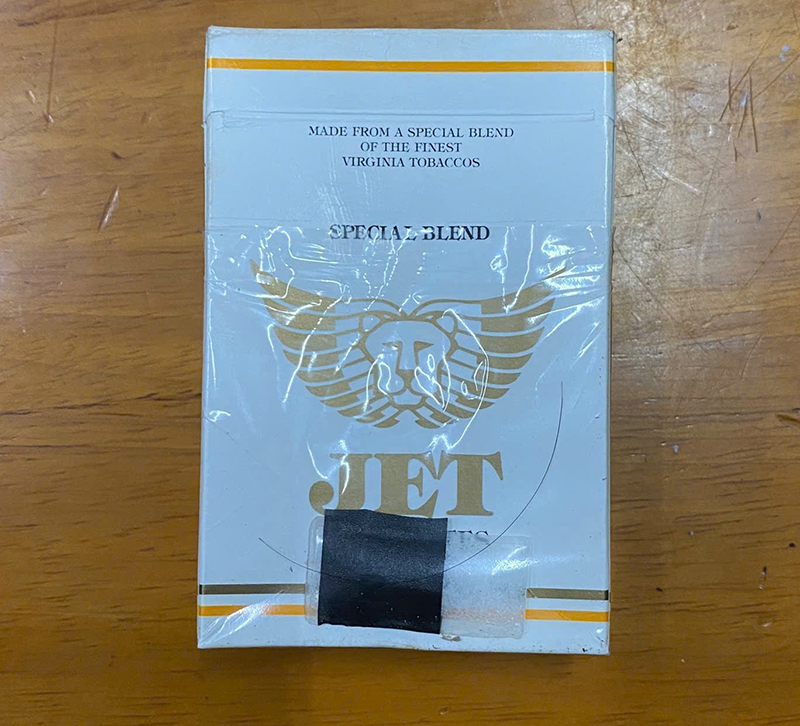 MADE FROM A SPECIAL BLEND
OF THE FINEST
VIRGINIA TOBACCOS
SPECIAL BLEND
JET